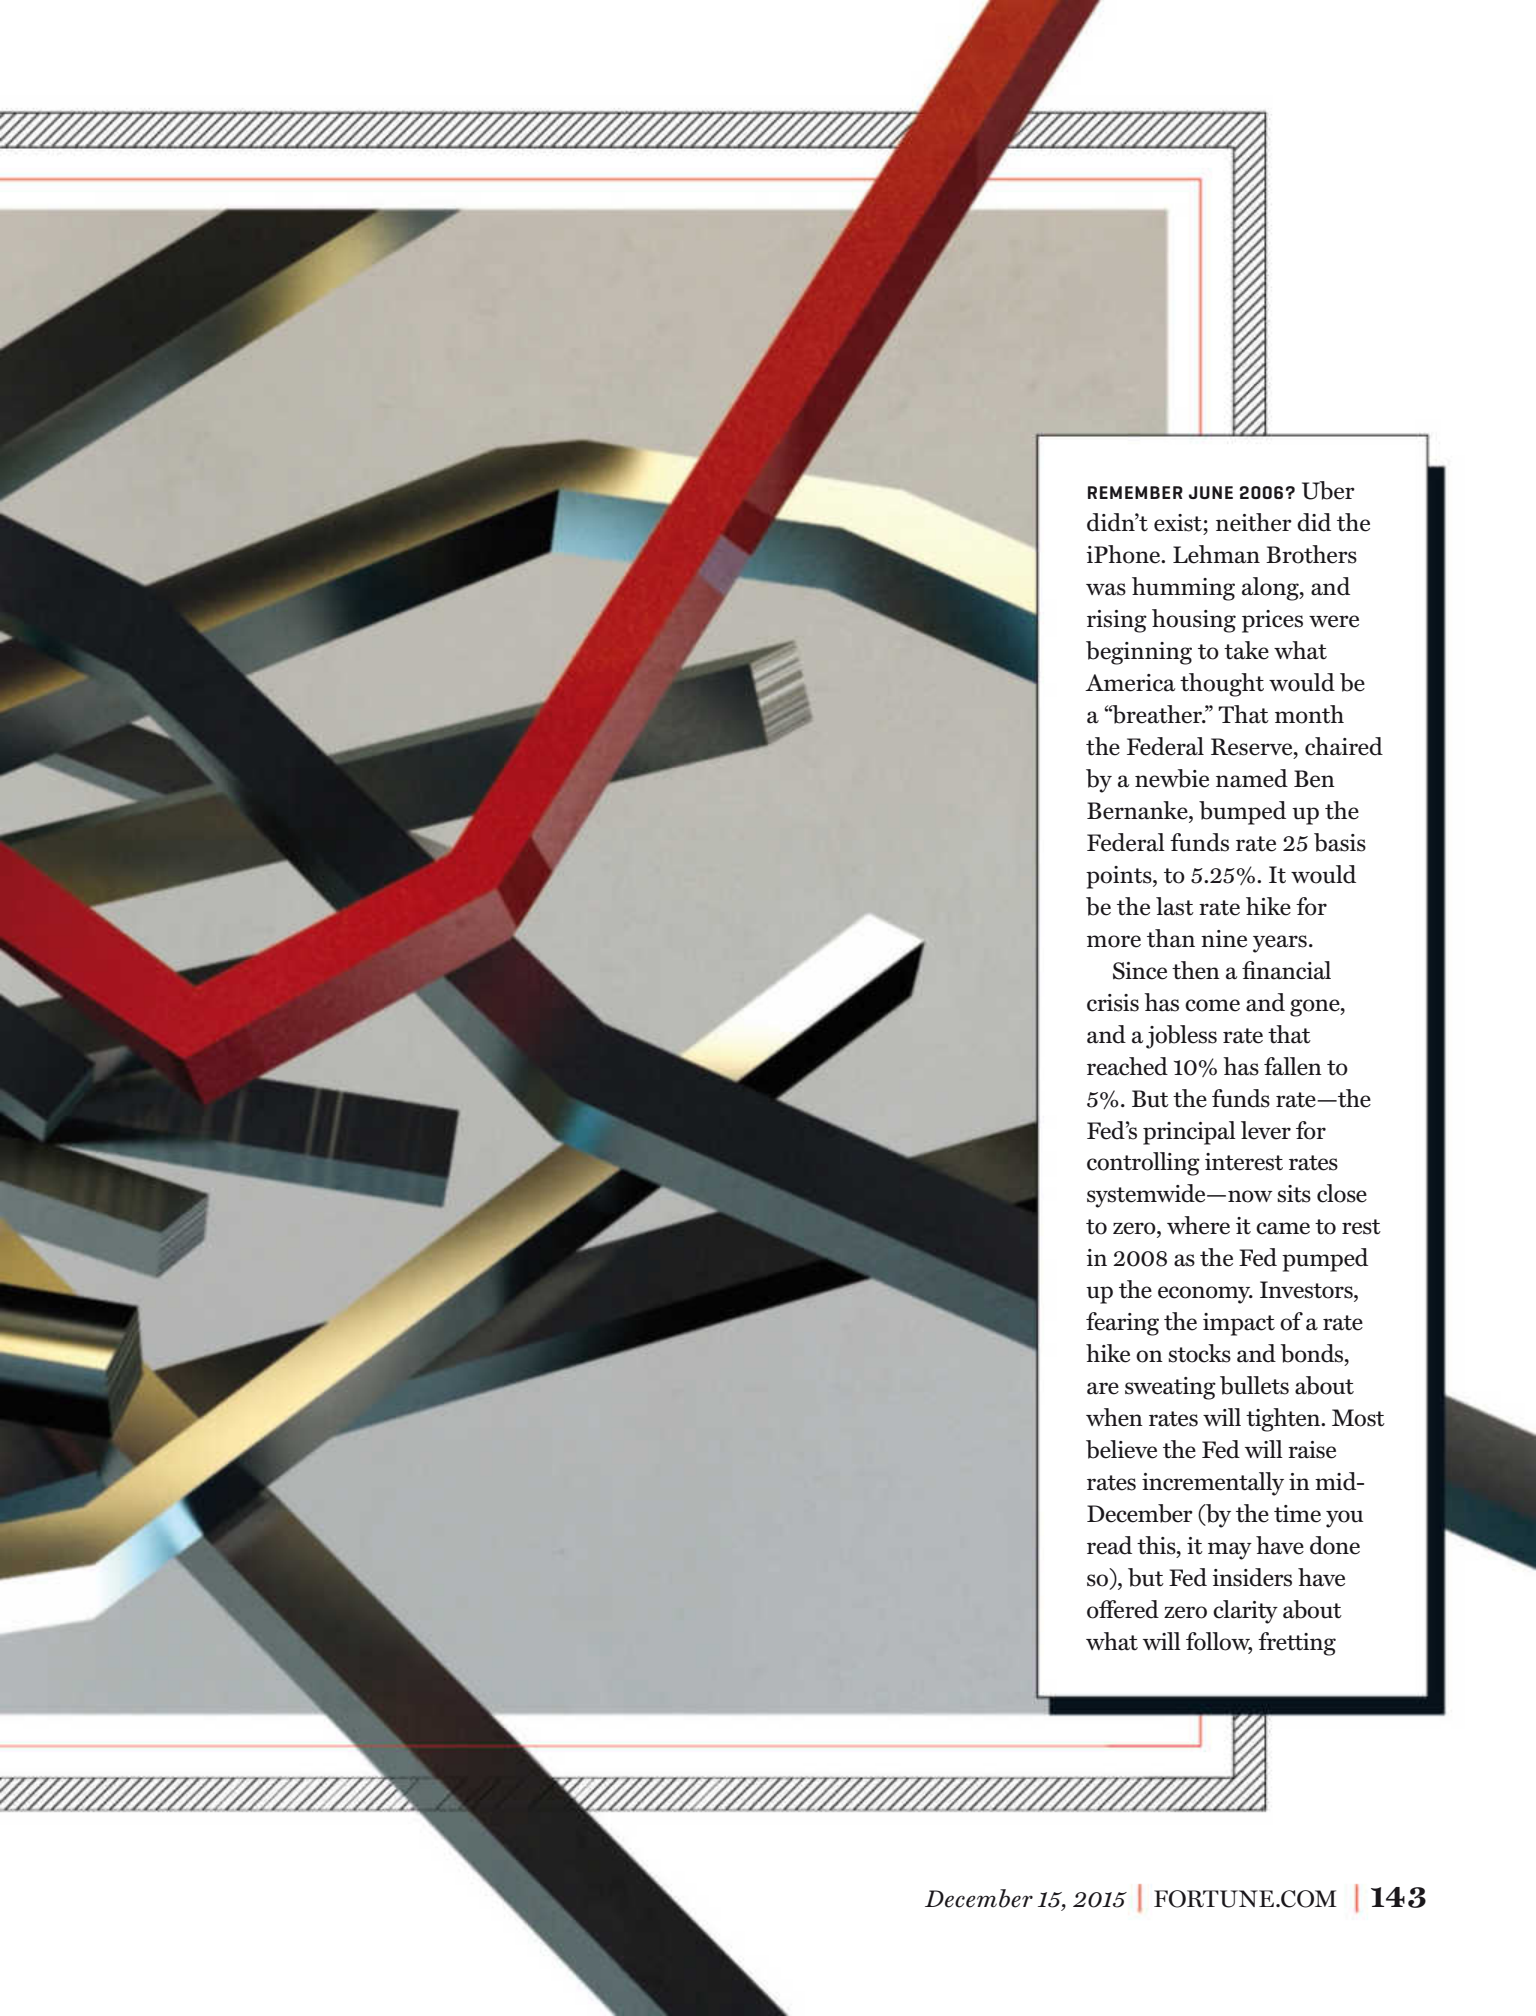 REMEMBER JUNE 2006? Uber
didn’t exist; neither did the
iPhone. Lehman Brothers
was humming along, and
rising housing prices were
beginning to take what
America thought would be
a “breather.” That month
the Federal Reserve, chaired
by a newbie named Ben
Bernanke, bumped up the
Federal funds rate 25 basis
points, to 5.25%. It would
be the last rate hike for
more than nine years.
Since then a financial
crisis has come and gone,
and a jobless rate that
reached 10% has fallen to
5%. But the funds rate—the
Fed’s principal lever for
controlling interest rates
systemwide—now sits close
to zero, where it came to rest
in 2008 as the Fed pumped
up the economy. Investors,
fearing the impact of a rate
hike on stocks and bonds,
are sweating bullets about
when rates will tighten. Most
believe the Fed will raise
rates incrementally in mid-
December (by the time you
read this, it may have done
so), but Fed insiders have
offered zero clarity about
what will follow, fretting
December 15, 2015 | FORTUNE.COM | 143